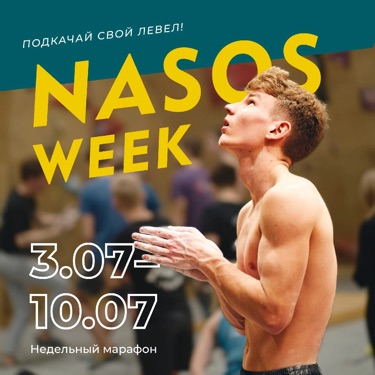 ПОДКАЧАЙ СВОЙ ЛЕВЕЛ!
NASOS
WEEK
3.07–
10.07
Недельный марафон